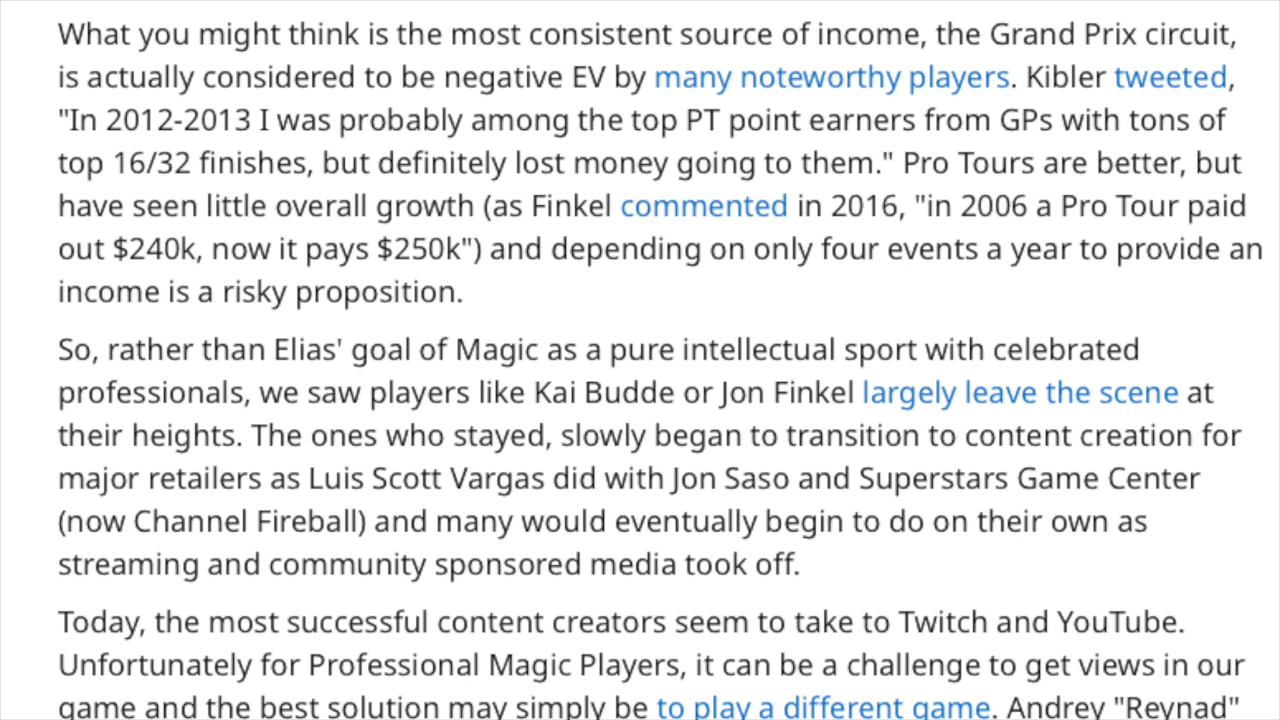 What you might think is the most consistent source of income, the Grand Prix circuit,
is actually considered to be negative EV by many noteworthy players. Kibler tweeted,
"In 2012-2013 I was probably among the top PT point earners from GPs with tons of
top 16/32 finishes, but definitely lost money going to them." Pro Tours are better, but
have seen little overall growth (as Finkel commented in 2016, "in 2006 a Pro Tour paid
out $240k, now it pays $250k") and depending on only four events a year to provide an
income is a risky proposition.
So, rather than Elias' goal of Magic as a pure intellectual sport with celebrated
professionals, we saw players like Kai Budde or Jon Finkel largely leave the scene at
their heights. The ones who stayed, slowly began to transition to content creation for
major retailers as Luis Scott Vargas did with Jon Saso and Superstars Game Center
(now Channel Fireball) and many would eventually begin to do on their own as
streaming and community sponsored media took off.
Today, the most successful content creators seem to take to Twitch and YouTube.
Unfortunately for Professional Magic Players, it can be a challenge to get views in our
game and the best solution may simply be to play a different game. Andrey "Reynad"